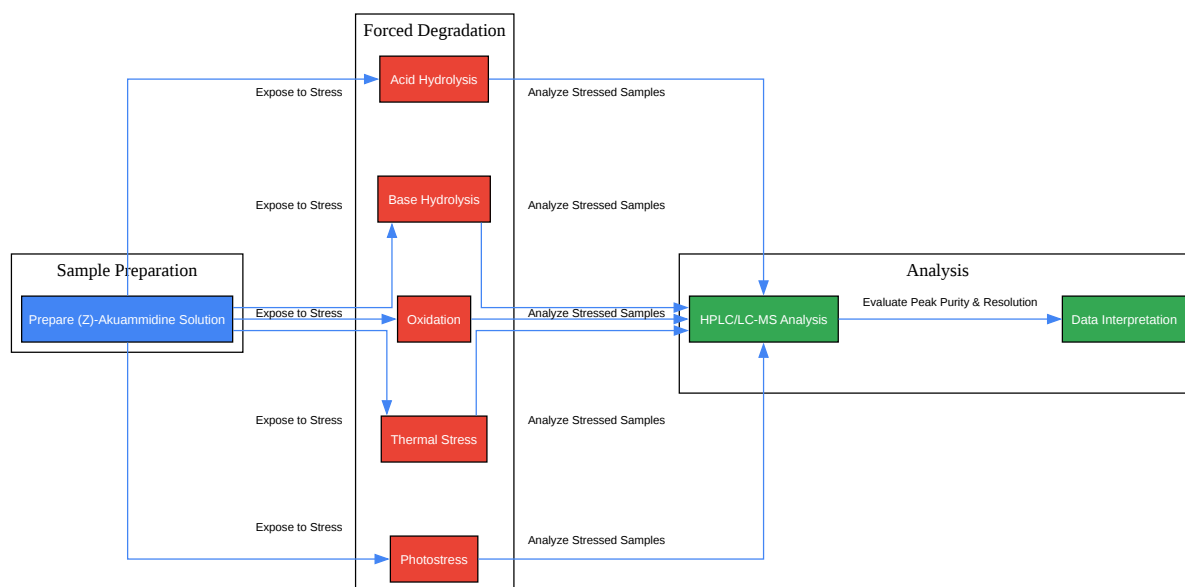 Forced Degradation
Acid Hydrolysis
Expose to Stress
Analyze Stressed Samples
Base Hydrolysis
Expose to Stress
Analyze Stressed Samples
Sample Preparation
Analysis
Prepare (Z)-Akuammidine Solution
Expose to Stress
Oxidation
Analyze Stressed Samples
HPLC/LC-MS Analysis
Evaluate Peak Purity & Resolution
Data Interpretation
Expose to Stress
Analyze Stressed Samples
Thermal Stress
Expose to Stress
Analyze Stressed Samples
Photostress